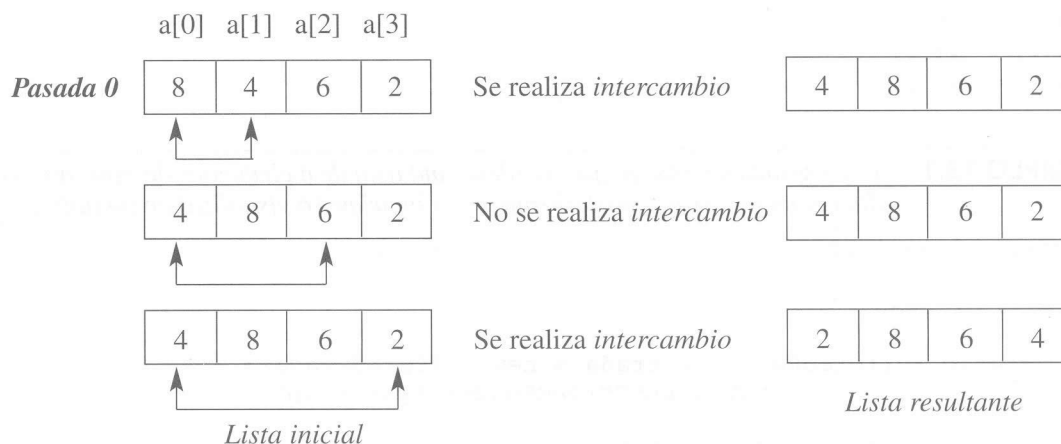 a[0] a[1] a[2] a[3]
Pasada 0 8 4 6 2 Se realiza intercambio 4 8 6 2
4 8 6 2 No se realiza intercambio 4 8 6 2
4 8 6 2 Se realiza intercambio 2 8 6 4
Lista inicial Lista resultante